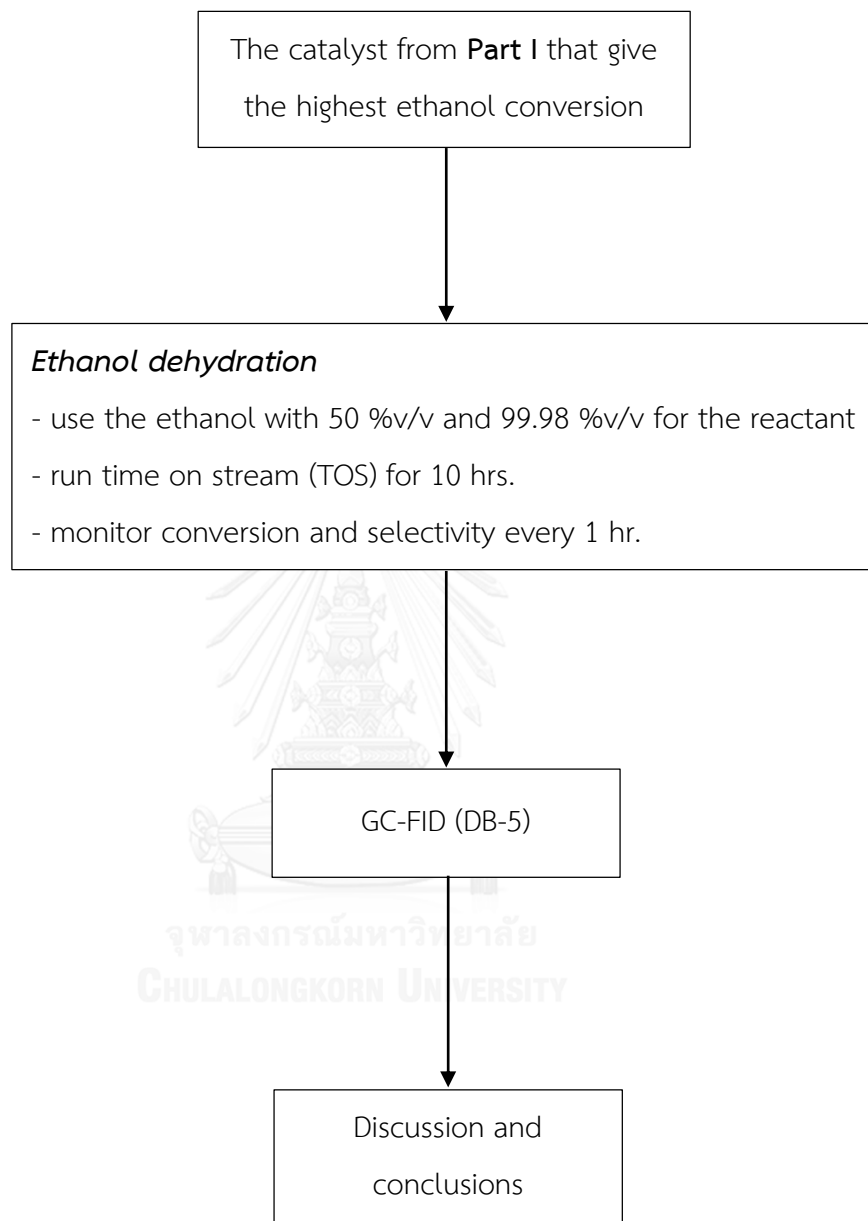 The catalyst from Part I that give
the highest ethanol conversion
Ethanol dehydration
- use the ethanol with 50 %v/v and 99.98 %v/v for the reactant
- run time on stream (TOS) for 10 hrs.
- monitor conversion and selectivity every 1 hr.
GC-FID (DB-5)
จุฬาลงกรณ์มหาวิทยาลัย
CHULALONGKORN UNIVERSITY
Discussion and
conclusions